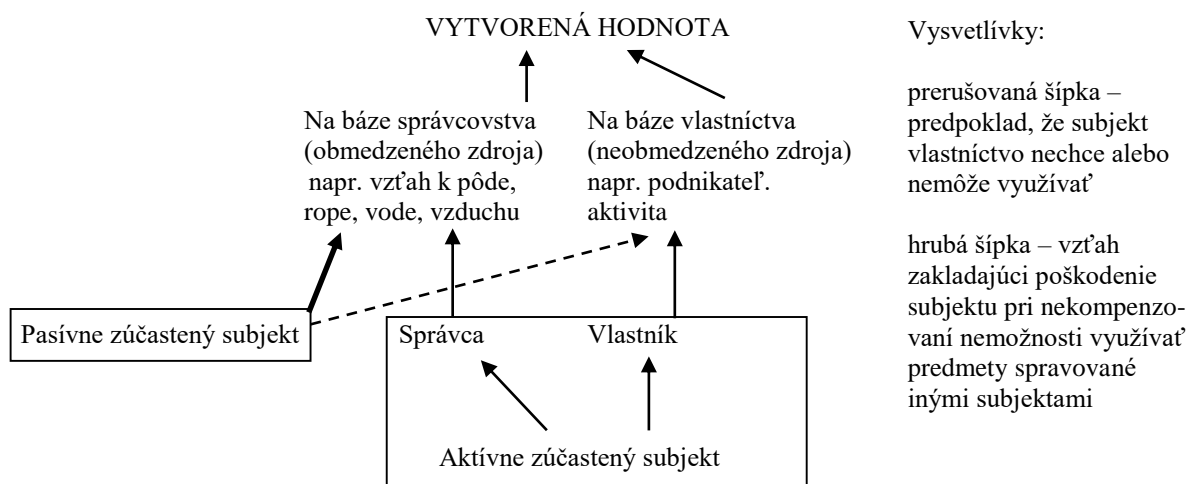 VYTVORENÁ HODNOTA
Na báze správcovstva
(obmedzeného zdroja)
napr. vzťah k pôde,
rope, vode, vzduchu
Na báze vlastníctva
(neobmedzeného zdroja)
napr. podnikateľ.
aktivita
Pasívne zúčastený subjekt
Správca
Vlastník
Aktívne zúčastený subjekt
Vysvetlívky:
prerušovaná šípka –
predpoklad, že subjekt
vlastníctvo nechce alebo
nemôže využívať
hrubá šípka – vzťah
zakladajúci poškodenie
subjektu pri nekompenzo-
vaní nemožnosti využívať
predmety spravované
inými subjektami